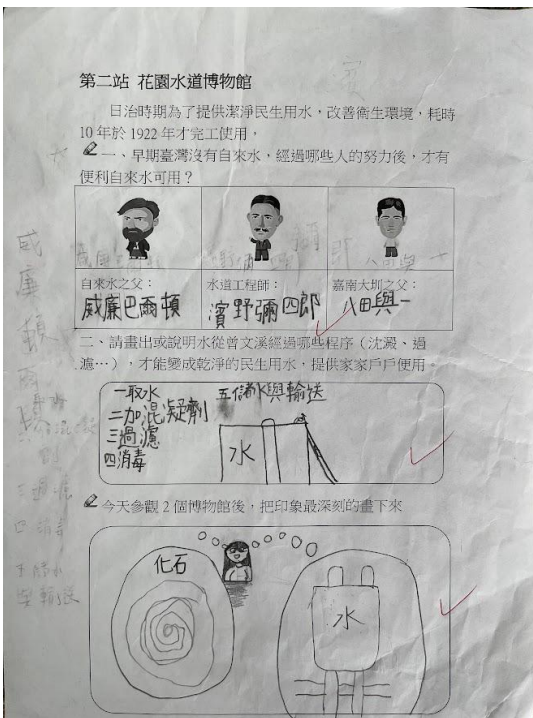 第二站 花園水道博物館
日治時期為了提供潔淨民生用水，改善衛生環境，耗時
10年於1922年才完工使用，
一、早期臺灣沒有自來水，經過哪些人的努力後，才有
便利自來水可用？
自來水之父：
威廉巴爾頓
水道工程師：
濱野彌四郎
嘉南大圳之父：
八田與一
二、請畫出或說明水從曾文溪經過哪些程序（沈澱、過
濾…），才能變成乾淨的民生用水，提供家家戶戶使用。
一取水
二加混凝劑
三過濾
四消毒
五儲水與輸送
水
今天參觀2個博物館後，把印象最深刻的畫下來
化石
水